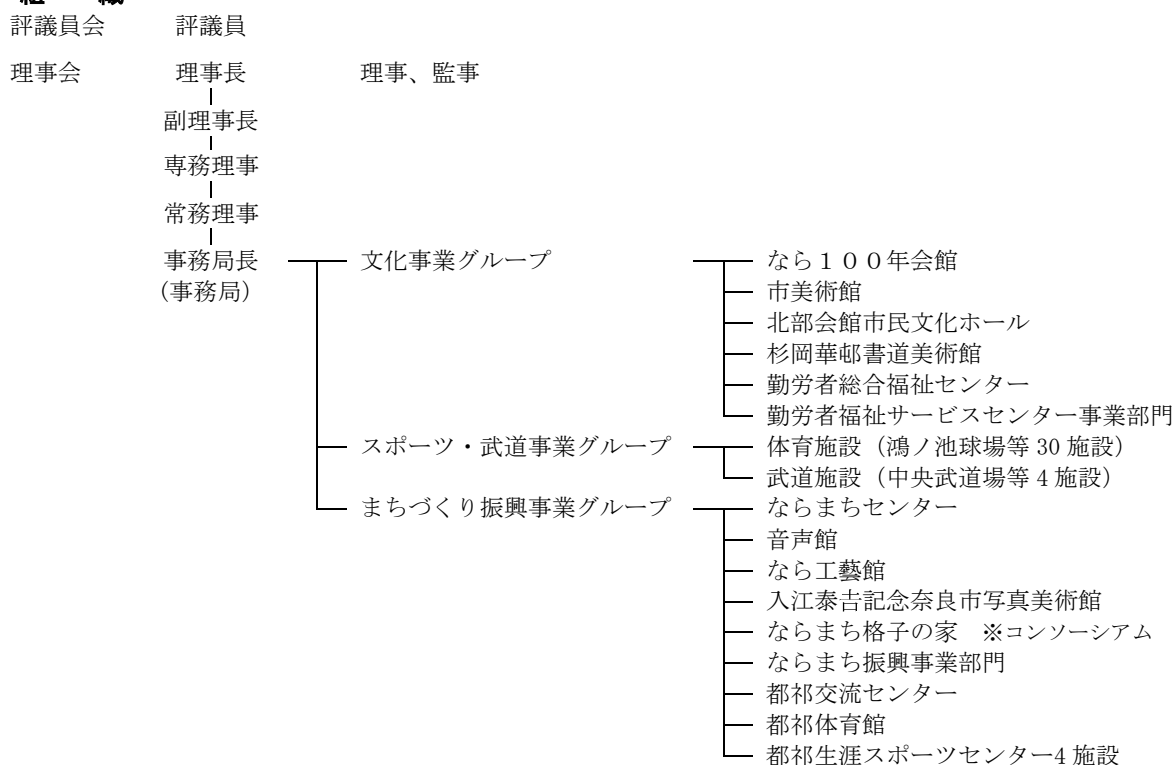 評議員会 評議員
理事会 理事長 理事、監事
副理事長
専務理事
常務理事
事務局長 文化事業グループ なら１００年会館
(事務局) 市美術館
北部会館市民文化ホール
杉岡華邨書道美術館
勤労者総合福祉センター
勤労者福祉サービスセンター事業部門
スポーツ・武道事業グループ 体育施設（鴻ノ池球場等 30 施設）
武道施設（中央武道場等 4 施設）
まちづくり振興事業グループ ならまちセンター
音声館
なら工藝館
入江泰𠮷記念奈良市写真美術館
ならまち格子の家 ※コンソーシアム
ならまち振興事業部門
都祁交流センター
都祁体育館
都祁生涯スポーツセンター4 施設